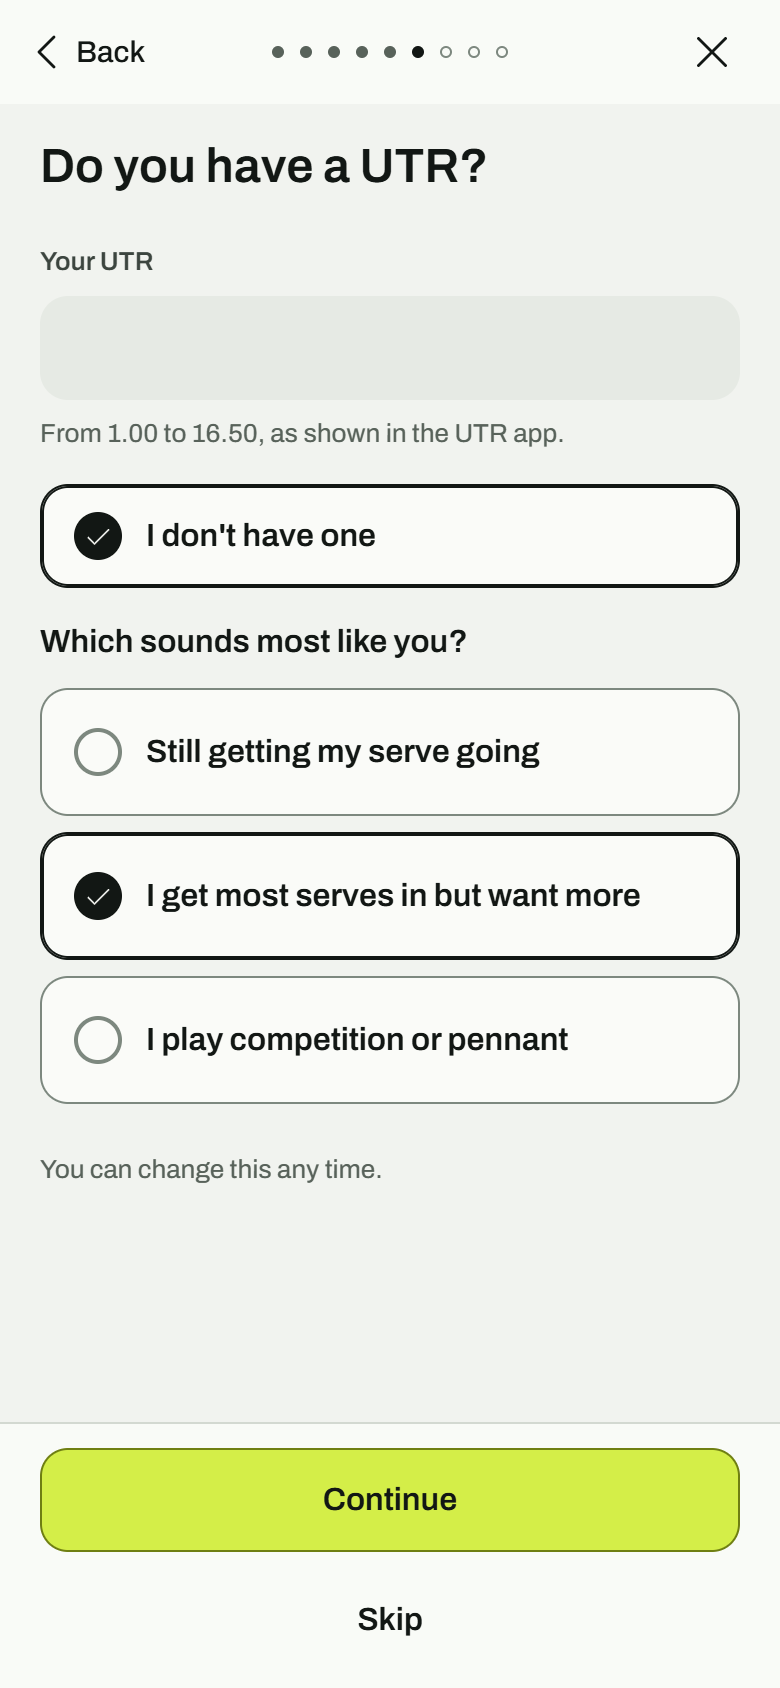 Back
Do you have a UTR?
Your UTR
From 1.00 to 16.50, as shown in the UTR app.
I don't have one
Which sounds most like you?
Still getting my serve going
I get most serves in but want more
I play competition or pennant
You can change this any time.
Continue
Skip